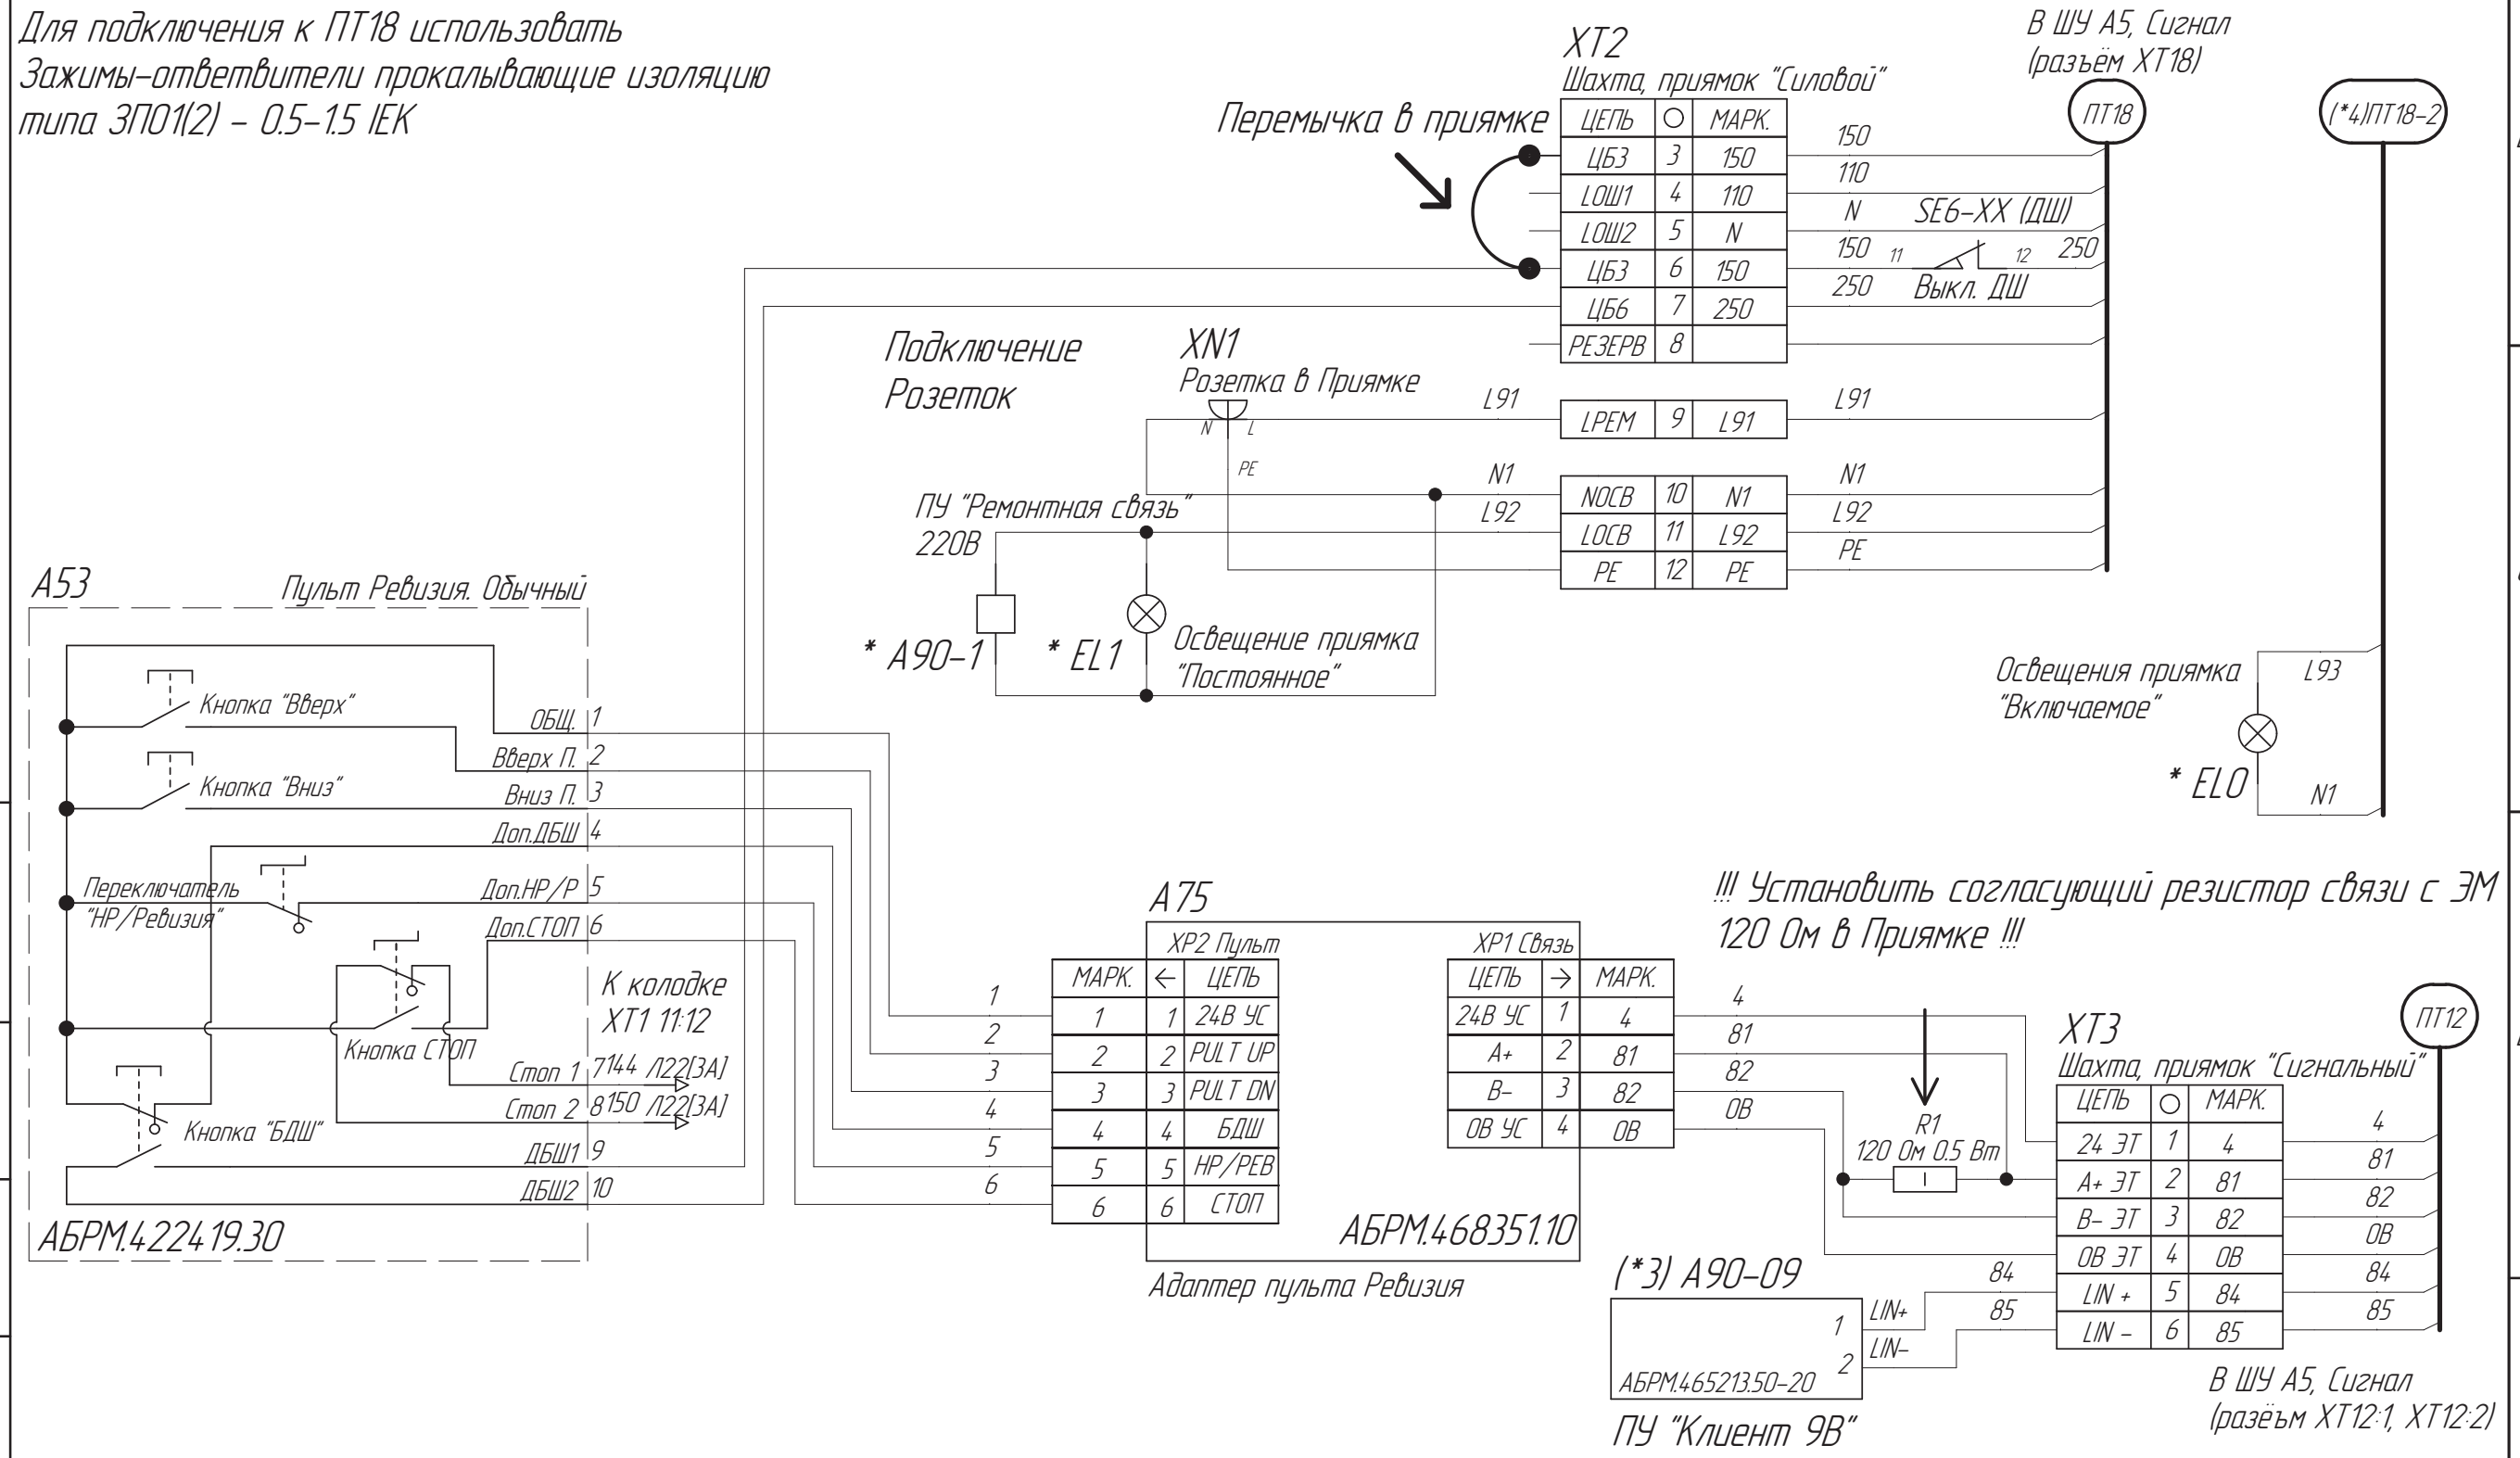 Для подключения к ПТ18 использовать
Зажимы-ответвители прокалывающие изоляцию
типа ЗПО1(2) - 0.5-1.5 IEK
XT2
Шахта, приямок "Силовой"
В ШУ А5, Сигнал
(разъём XT18)
ПТ18
(*4)ПТ18-2
Перемычка в приямке
ЦЕПЬ МАРК.
ЦБ3 3 150 150
LОШ1 4 110 110
LОШ2 5 N N
ЦБ3 6 150 150
ЦБ6 7 250 250
РЕЗЕРВ 8
SE6-XX (ДШ)
11 12 250
Выкл. ДШ
Подключение
Розеток
XN1
Розетка в Приямке
N L
PE
L91 LРЕМ 9 L91 L91
N1 NОСВ 10 N1 N1
L92 LОСВ 11 L92 L92
PE 12 PE PE
ПУ "Ремонтная связь"
220В
* А90-1
* EL1
Освещение приямка
"Постоянное"
Освещения приямка
"Включаемое"
L93
* EL0
N1
А53
Пульт Ревизия. Обычный
Кнопка "Вверх"
Кнопка "Вниз"
Переключатель
"НР/Ревизия"
Кнопка СТОП
Кнопка "БДШ"
ОБЩ. 1
Вверх П. 2
Вниз П. 3
Доп.ДБШ 4
Доп.НР/Р 5
Доп.СТОП 6
К колодке
XT1 11:12
Стоп 1 7 144 Л22[3А]
Стоп 2 8 150 Л22[3А]
ДБШ1 9
ДБШ2 10
АБРМ.422419.30
А75
XP2 Пульт
МАРК. ← ЦЕПЬ
1 1 1 24В УС
2 2 2 PULT UP
3 3 3 PULT DN
4 4 4 БДШ
5 5 5 НР/РЕВ
6 6 6 СТОП
XP1 Связь
ЦЕПЬ → МАРК.
24В УС 1 4 4
А+ 2 81 81
В- 3 82 82
0В УС 4 0В 0В
АБРМ.468351.10
Адаптер пульта Ревизия
!!! Установить согласующий резистор связи с ЭМ
120 Ом в Приямке !!!
R1
120 Ом 0.5 Вт
XT3
Шахта, приямок "Сигнальный"
ПТ12
ЦЕПЬ МАРК.
24 ЭТ 1 4 4
А+ ЭТ 2 81 81
В- ЭТ 3 82 82
0В ЭТ 4 0В 0В
84 LIN + 5 84 84
85 LIN - 6 85 85
(*3) А90-09
1 LIN+
2 LIN-
АБРМ.465213.50-20
ПУ "Клиент 9В"
В ШУ А5, Сигнал
(разёъм XT12:1, XT12:2)